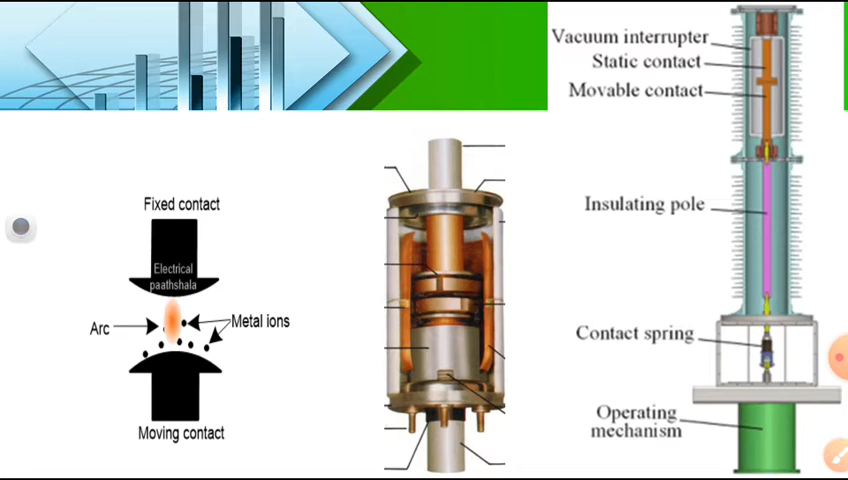 Fixed contact
Electrical
paathshala
Arc
Metal ions
Moving contact
Vacuum interrupter
Static contact
Movable contact
Insulating pole
Contact spring
Operating
mechanism